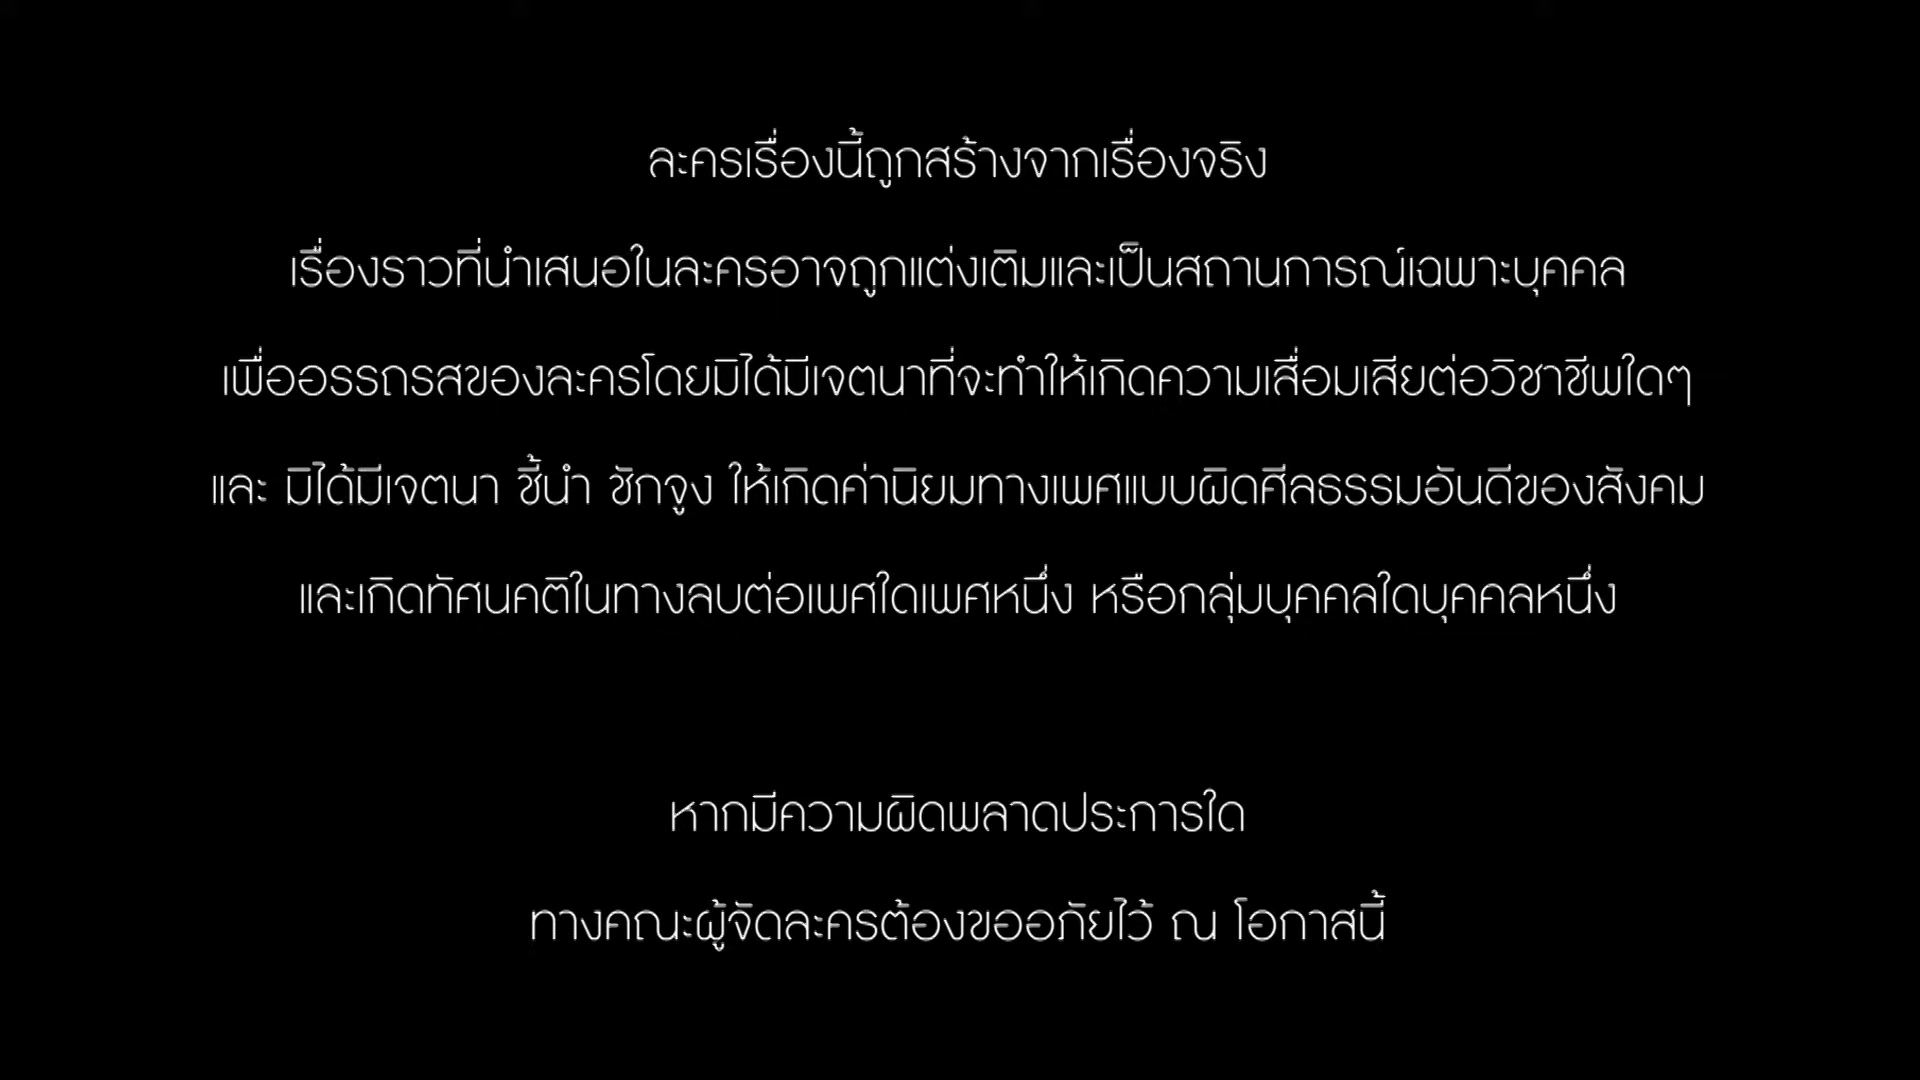 ละครเรื่องนี้ถูกสร้างจากเรื่องจริง
เรื่องราวที่นำเสนอในละครอาจถูกแต่งเติมและเป็นสถานการณ์เฉพาะบุคคล
เพื่ออรรถรสของละครโดยมิได้มีเจตนาที่จะทำให้เกิดความเสื่อมเสียต่อวิชาชีพใดๆ
และ มิได้มีเจตนา ชี้นำ ชักจูง ให้เกิดค่านิยมทางเพศแบบผิดศีลธรรมอันดีของสังคม
และเกิดทัศนคติในทางลบต่อเพศใดเพศหนึ่ง หรือกลุ่มบุคคลใดบุคคลหนึ่ง
หากมีความผิดพลาดประการใด
ทางคณะผู้จัดละครต้องขออภัยไว้ ณ โอกาสนี้